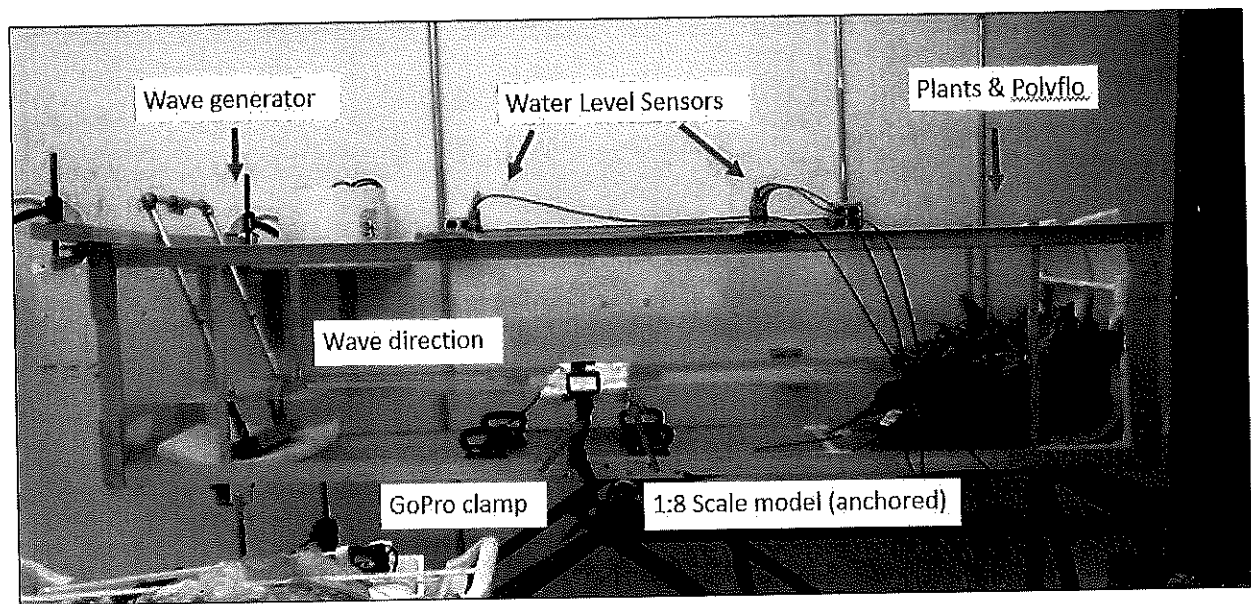 Wave generator
Water Level Sensors
Plants & Polyflo
Wave direction
GoPro clamp
1:8 Scale model (anchored)